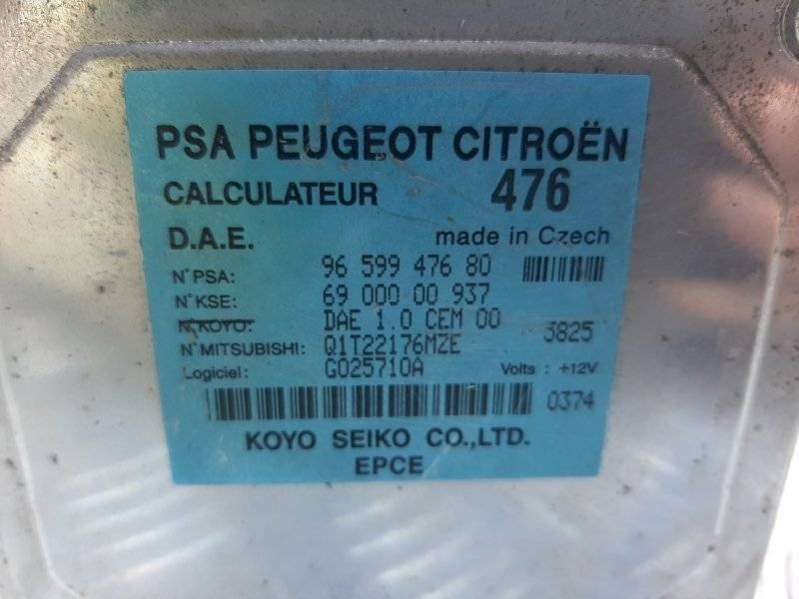 PSA PEUGEOT CITROËN
CALCULATEUR 476
D.A.E. made in Czech
N°PSA: 96 599 476 80
N°KSE: 69 000 00 937
N°KOYO: DAE 1.0 CEM 00 3825
N°MITSUBISHI: Q1T22176MZE
Logiciel: G025710A Volts : +12V
0374
KOYO SEIKO CO.,LTD.
EPCE